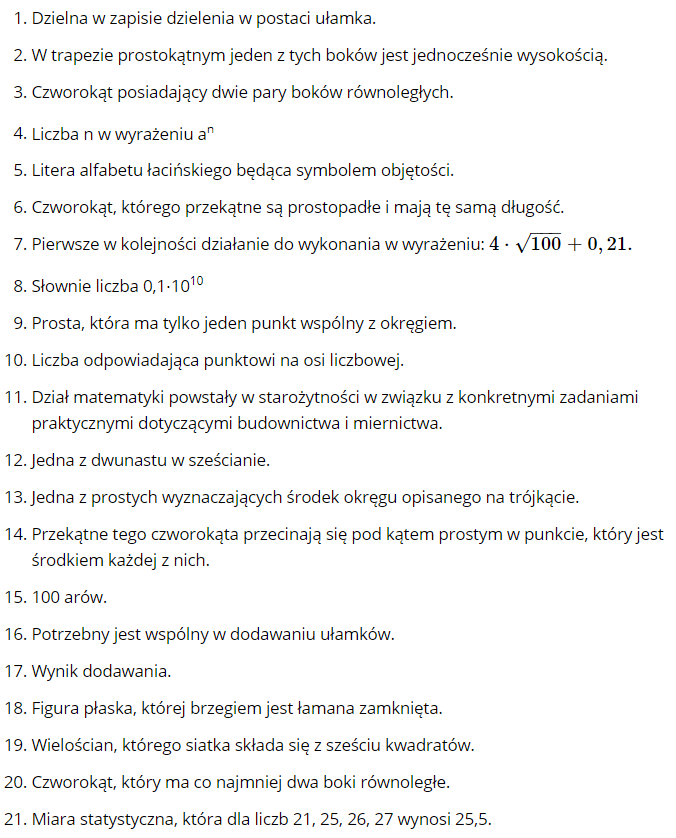 1. Dzielna w zapisie dzielenia w postaci ułamka.
2. W trapezie prostokątnym jeden z tych boków jest jednocześnie wysokością.
3. Czworokąt posiadający dwie pary boków równoległych.
4. Liczba n w wyrażeniu aⁿ
5. Litera alfabetu łacińskiego będąca symbolem objętości.
6. Czworokąt, którego przekątne są prostopadłe i mają tę samą długość.
7. Pierwsze w kolejności działanie do wykonania w wyrażeniu: 4 · √100 + 0, 21.
8. Słownie liczba 0,1·10¹⁰
9. Prosta, która ma tylko jeden punkt wspólny z okręgiem.
10. Liczba odpowiadająca punktowi na osi liczbowej.
11. Dział matematyki powstały w starożytności w związku z konkretnymi zadaniami
praktycznymi dotyczącymi budownictwa i miernictwa.
12. Jedna z dwunastu w sześcianie.
13. Jedna z prostych wyznaczających środek okręgu opisanego na trójkącie.
14. Przekątne tego czworokąta przecinają się pod kątem prostym w punkcie, który jest
środkiem każdej z nich.
15. 100 arów.
16. Potrzebny jest wspólny w dodawaniu ułamków.
17. Wynik dodawania.
18. Figura płaska, której brzegiem jest łamana zamknięta.
19. Wielościan, którego siatka składa się z sześciu kwadratów.
20. Czworokąt, który ma co najmniej dwa boki równoległe.
21. Miara statystyczna, która dla liczb 21, 25, 26, 27 wynosi 25,5.